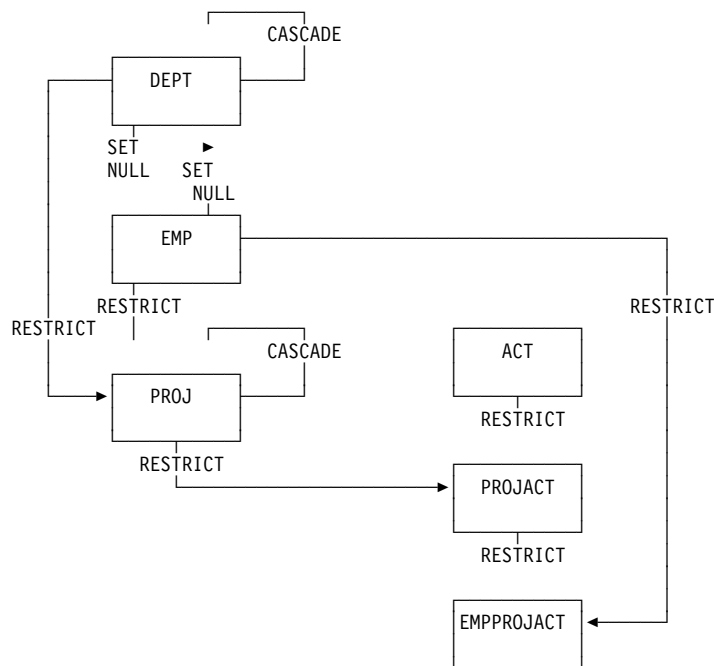 CASCADE
DEPT
SET
NULL
SET
NULL
EMP
RESTRICT
RESTRICT
RESTRICT
CASCADE
ACT
PROJ
RESTRICT
RESTRICT
PROJACT
RESTRICT
EMPPROJACT